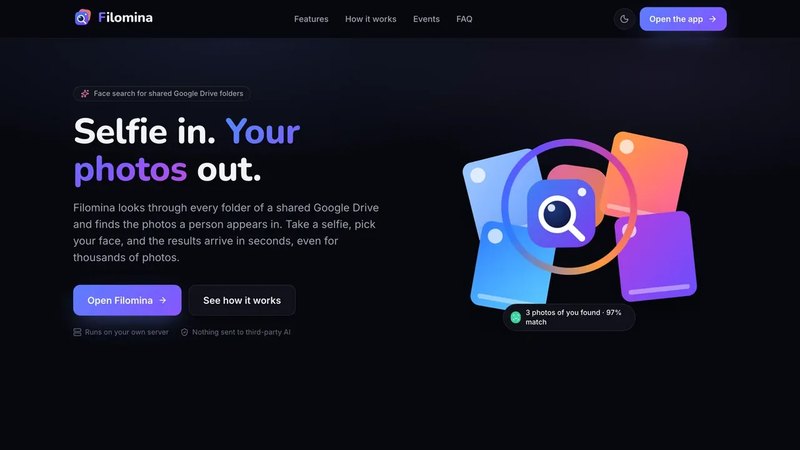 Filomina
Features
How it works
Events
FAQ
Open the app
Face search for shared Google Drive folders
Selfie in. Your
photos out.
Filomina looks through every folder of a shared Google Drive
and finds the photos a person appears in. Take a selfie, pick
your face, and the results arrive in seconds, even for
thousands of photos.
Open Filomina
See how it works
Runs on your own server
Nothing sent to third-party AI
3 photos of you found · 97%
match